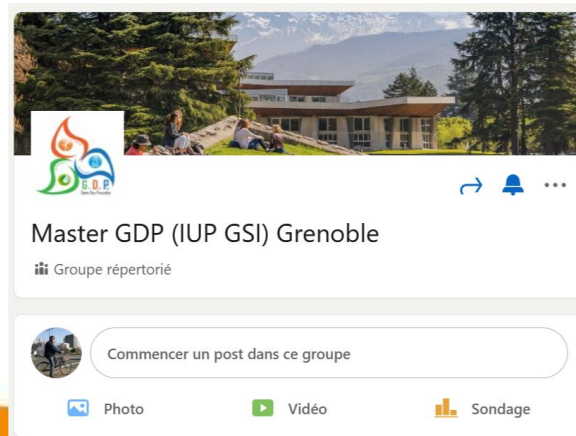 G.D.P.
Master GDP (IUP GSI) Grenoble
Groupe répertorié
Commencer un post dans ce groupe
Photo
Vidéo
Sondage